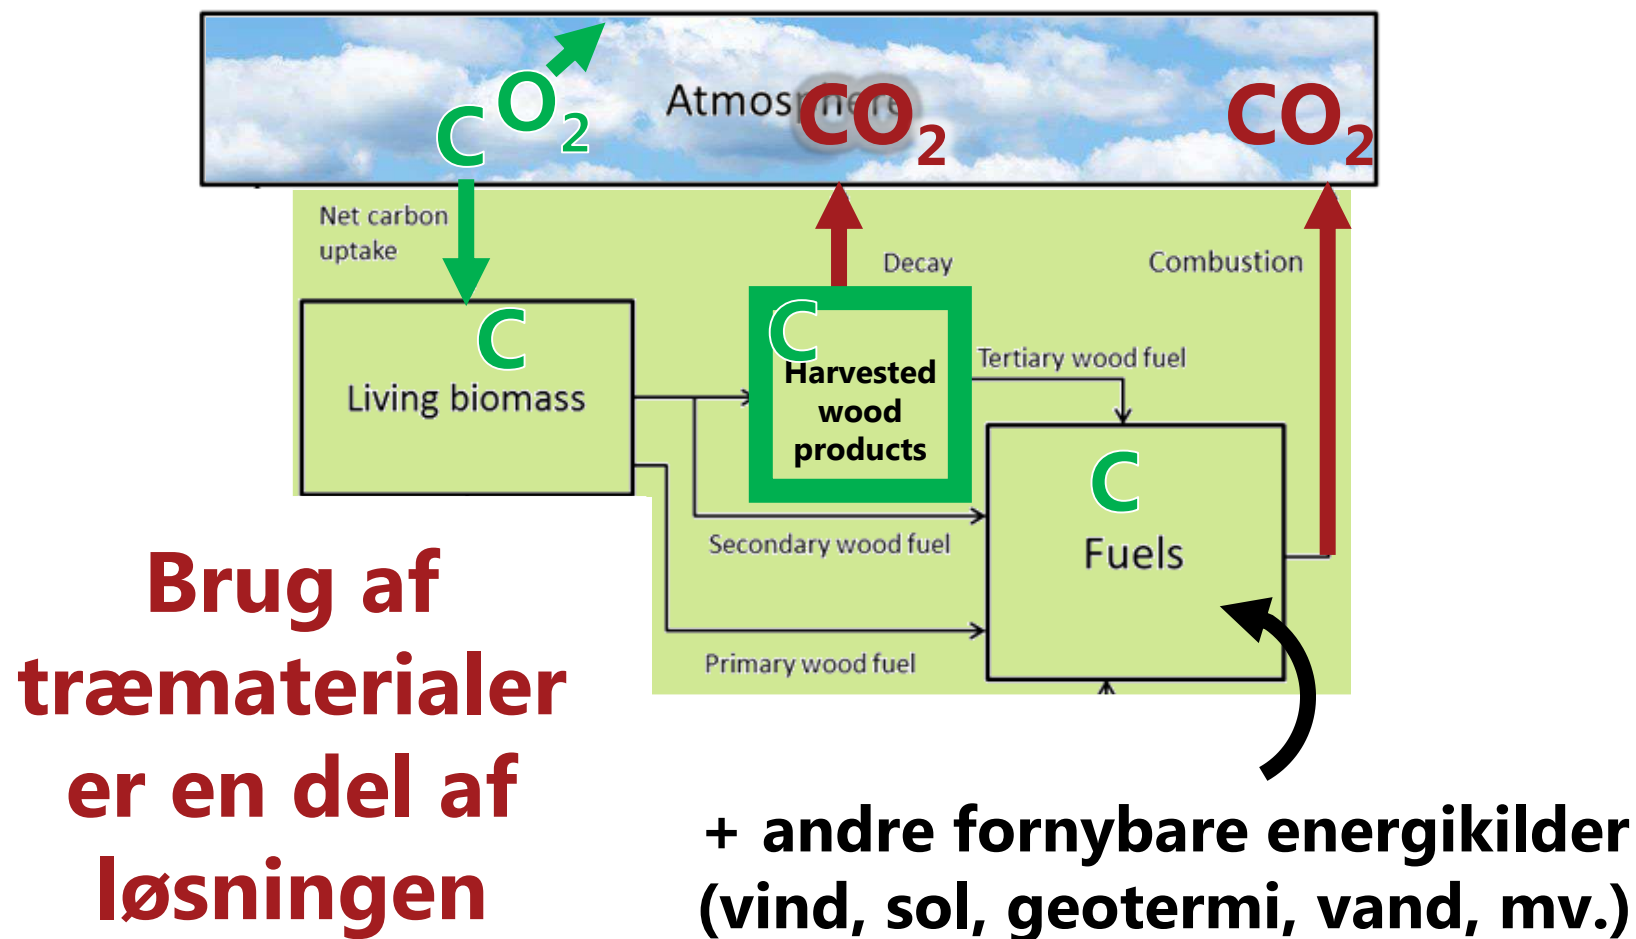 C O₂
Atmosphere
CO₂
CO₂
Net carbon
uptake
Decay
Combustion
C
Living biomass
C
Harvested
wood
products
Tertiary wood fuel
C
Fuels
Secondary wood fuel
Primary wood fuel
Brug af
træmaterialer
er en del af
løsningen
+ andre fornybare energikilder
(vind, sol, geotermi, vand, mv.)